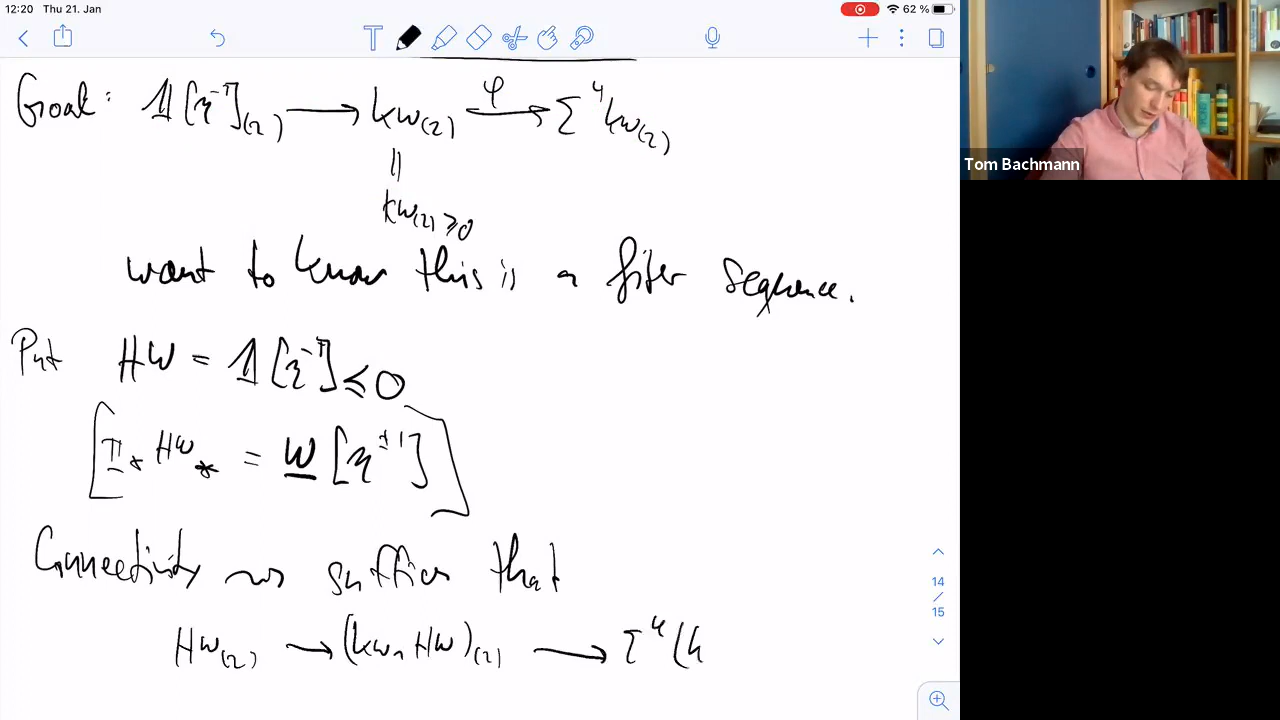 12:20 Thu 21. Jan
62 %
Goal: 𝟙[η⁻¹]₍₂₎ → kw₍₂₎ —φ→ Σ⁴kw₍₂₎
||
KW₍₂₎≥0
want to know this is a fiber sequence.
Put HW = 𝟙[η⁻¹]≤0
[π_* HW_* = W[η^±1]]
Connectivity ⇝ suffices that
HW₍₂₎ → (kw∧HW)₍₂₎ → Σ⁴(k
14
/
15
Tom Bachmann